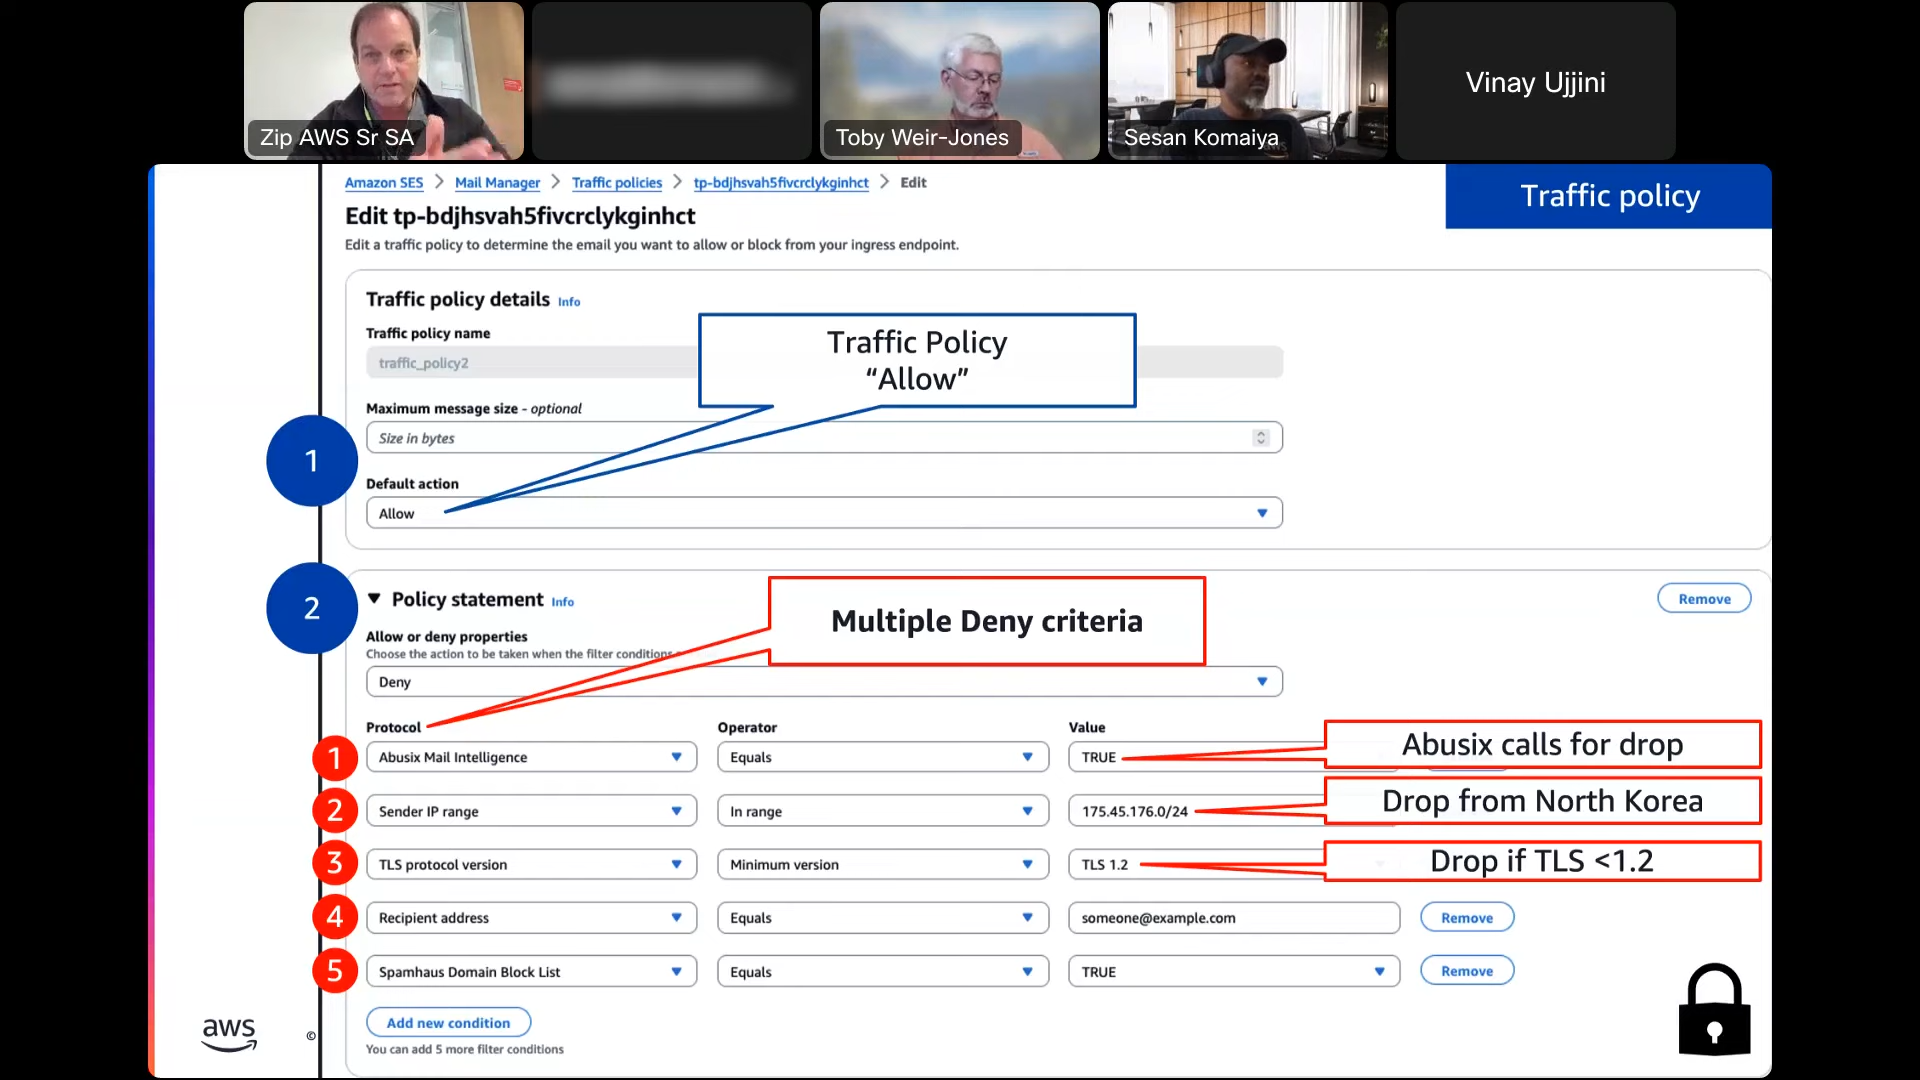 Zip AWS Sr SA
Toby Weir-Jones
Sesan Komaiya
Vinay Ujjini
Amazon SES > Mail Manager > Traffic policies > tp-bdjhsvah5fivcrclykginhct > Edit
Traffic policy
Edit tp-bdjhsvah5fivcrclykginhct
Edit a traffic policy to determine the email you want to allow or block from your ingress endpoint.
Traffic policy details Info
Traffic policy name
traffic_policy2
Traffic Policy
“Allow”
Maximum message size - optional
Size in bytes
1
Default action
Allow
2
Policy statement Info
Remove
Multiple Deny criteria
Allow or deny properties
Choose the action to be taken when the filter conditions
Deny
Protocol Operator Value
1 Abusix Mail Intelligence Equals TRUE Abusix calls for drop
2 Sender IP range In range 175.45.176.0/24 Drop from North Korea
3 TLS protocol version Minimum version TLS 1.2 Drop if TLS <1.2
4 Recipient address Equals someone@example.com Remove
5 Spamhaus Domain Block List Equals TRUE Remove
Add new condition
You can add 5 more filter conditions
aws
©